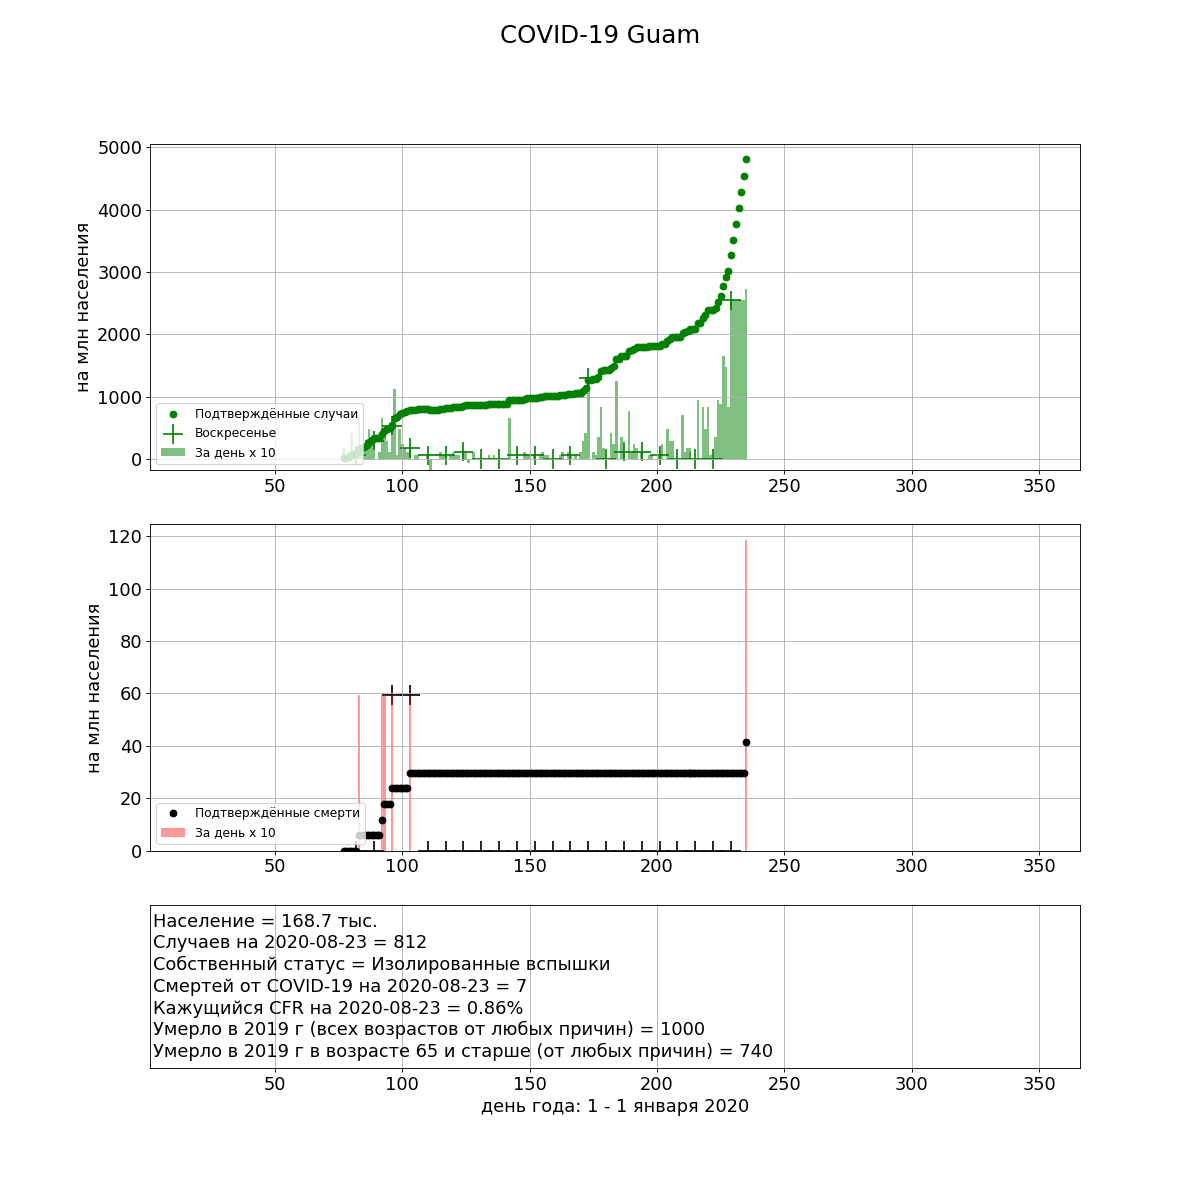 COVID-19 Guam
5000
4000
3000
2000
1000
0
на млн населения
Подтверждённые случаи
Воскресенье
За день x 10
50 100 150 200 250 300 350
120
100
80
60
40
20
0
на млн населения
Подтверждённые смерти
За день x 10
50 100 150 200 250 300 350
Население = 168.7 тыс.
Случаев на 2020-08-23 = 812
Собственный статус = Изолированные вспышки
Смертей от COVID-19 на 2020-08-23 = 7
Кажущийся CFR на 2020-08-23 = 0.86%
Умерло в 2019 г (всех возрастов от любых причин) = 1000
Умерло в 2019 г в возрасте 65 и старше (от любых причин) = 740
50 100 150 200 250 300 350
день года: 1 - 1 января 2020